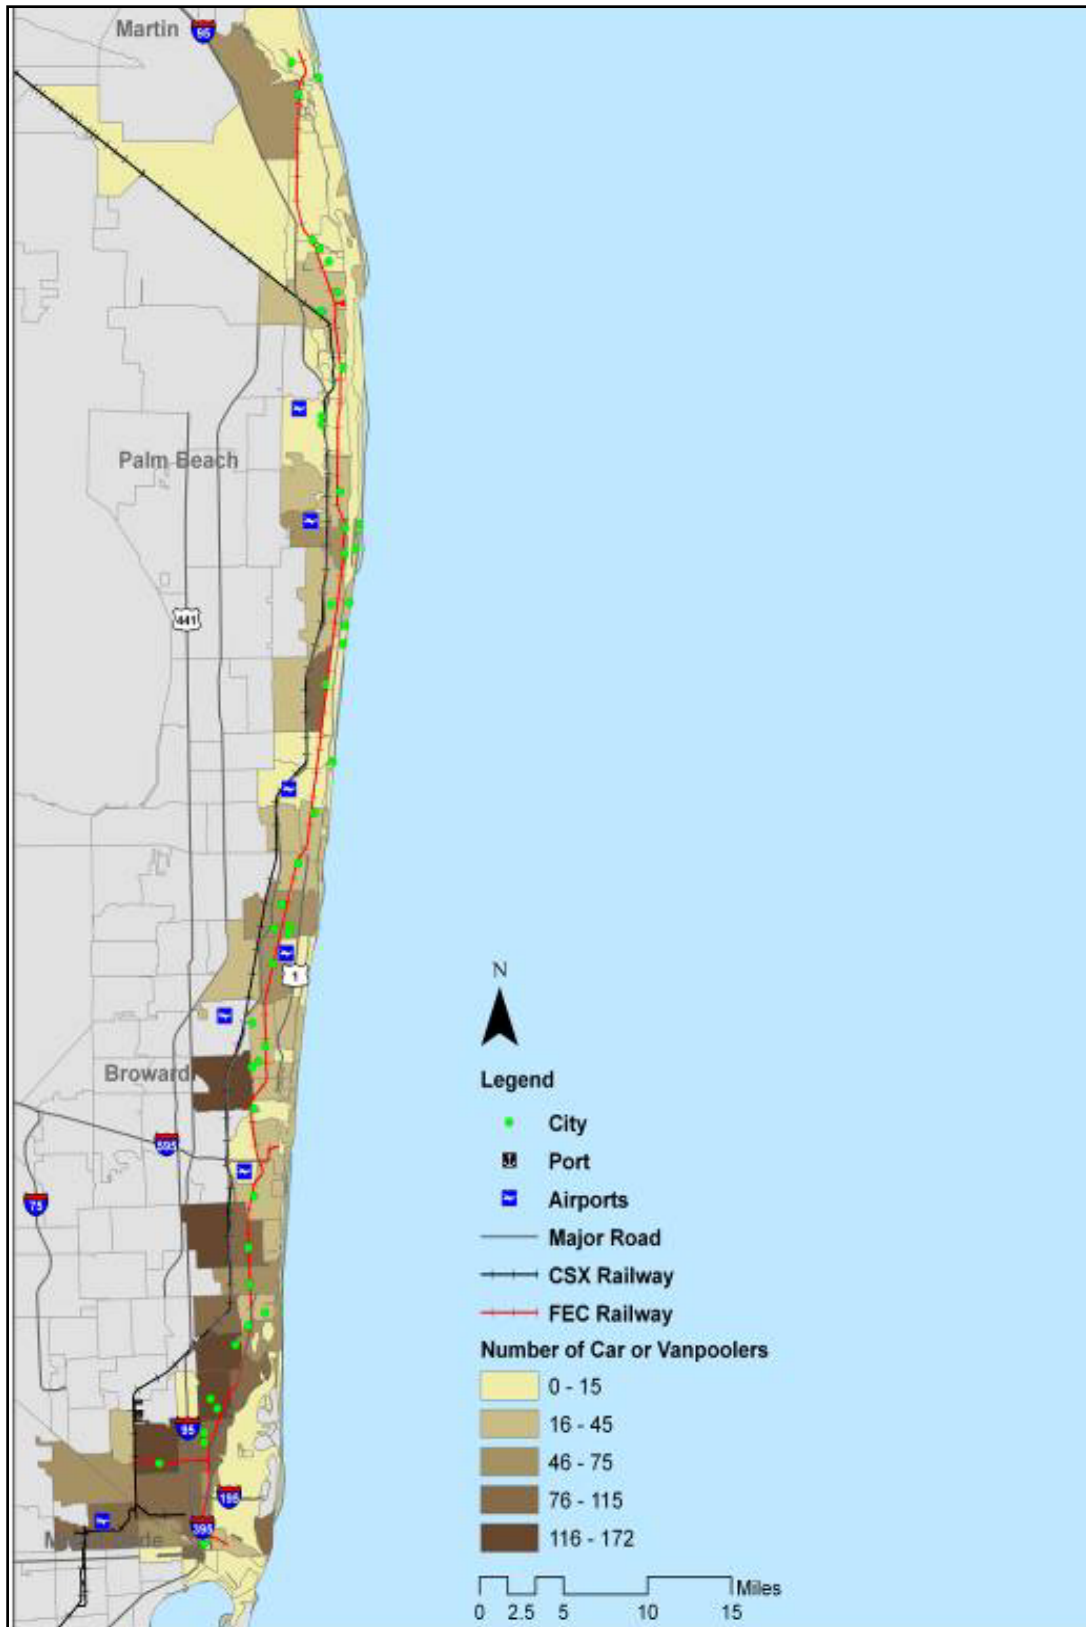 Martin
95
Palm Beach
441
1
N
Legend
Broward
City
Port
595
Airports
75
Major Road
CSX Railway
FEC Railway
Number of Car or Vanpoolers
0 - 15
16 - 45
95
46 - 75
195
76 - 115
395
116 - 172
Miles
0 2.5 5 10 15